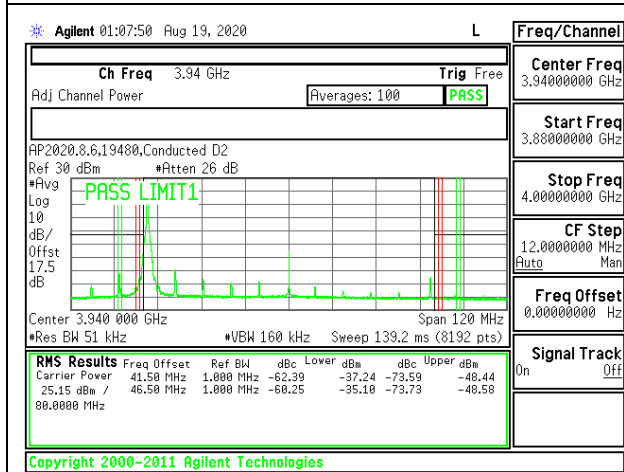 Agilent 01:07:50 Aug 19, 2020 L
Freq/Channel
Ch Freq 3.94 GHz Trig Free
Adj Channel Power Averages: 100 PASS
AP2020.8.6,19480,Conducted D2
Ref 30 dBm #Atten 26 dB
#Avg
Log
10
dB/
Offst
17.5
dB
PASS LIMIT1
Center 3.940 000 GHz Span 120 MHz
#Res BW 51 kHz #VBW 160 kHz Sweep 139.2 ms (8192 pts)
RMS Results Freq Offset Ref BW dBc Lower dBm dBc Upper dBm
Carrier Power 41.50 MHz 1.000 MHz -62.39 -37.24 -73.59 -48.44
25.15 dBm / 46.50 MHz 1.000 MHz -60.25 -35.10 -73.73 -48.58
80.0000 MHz
Center Freq
3.94000000 GHz
Start Freq
3.88000000 GHz
Stop Freq
4.00000000 GHz
CF Step
12.0000000 MHz
Auto Man
Freq Offset
0.00000000 Hz
Signal Track
On Off
Copyright 2000-2011 Agilent Technologies